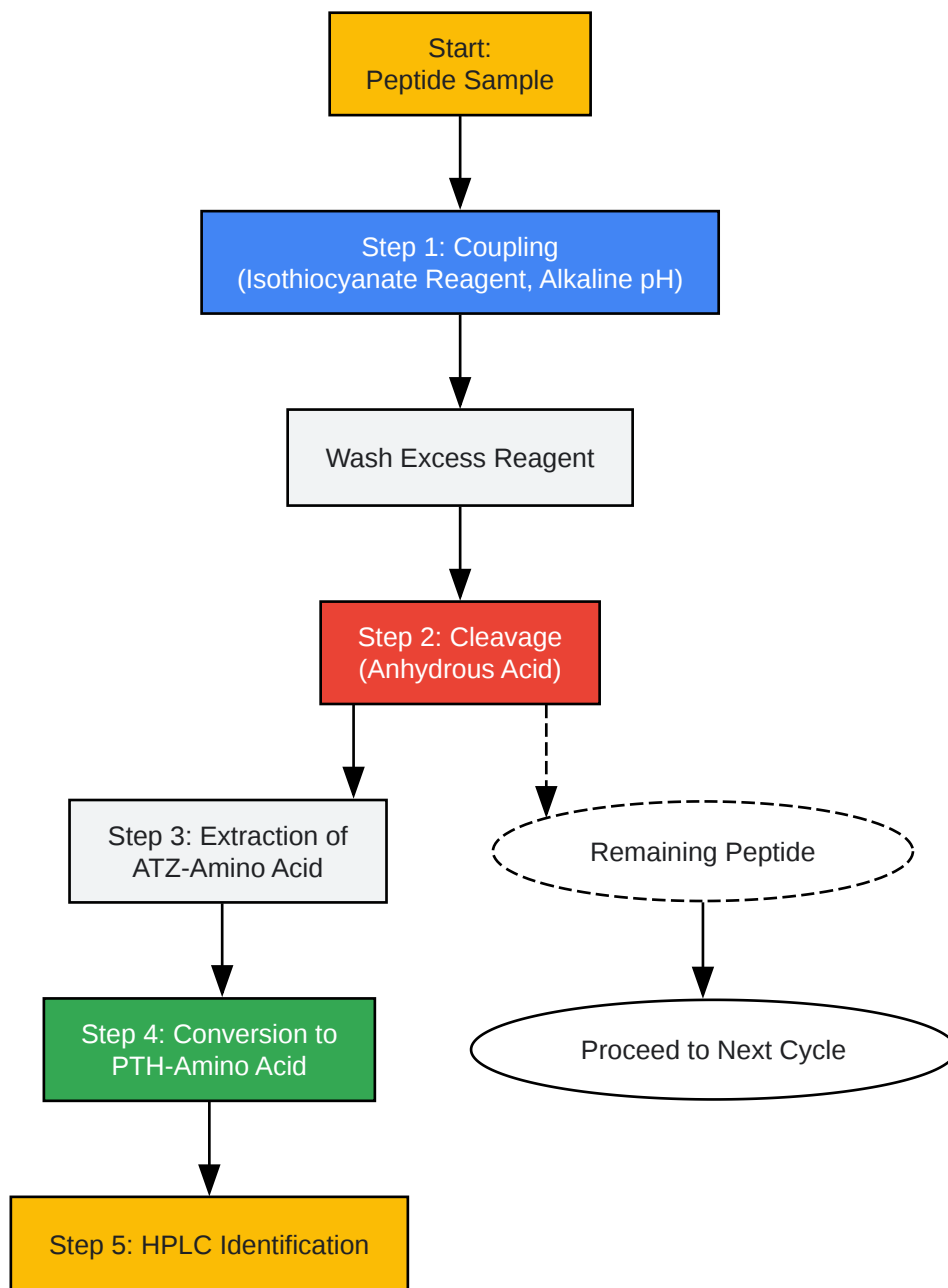 Start:
Peptide Sample
Step 1: Coupling
(Isothiocyanate Reagent, Alkaline pH)
Wash Excess Reagent
Step 2: Cleavage
(Anhydrous Acid)
Step 3: Extraction of
ATZ-Amino Acid
Remaining Peptide
Step 4: Conversion to
PTH-Amino Acid
Proceed to Next Cycle
Step 5: HPLC Identification